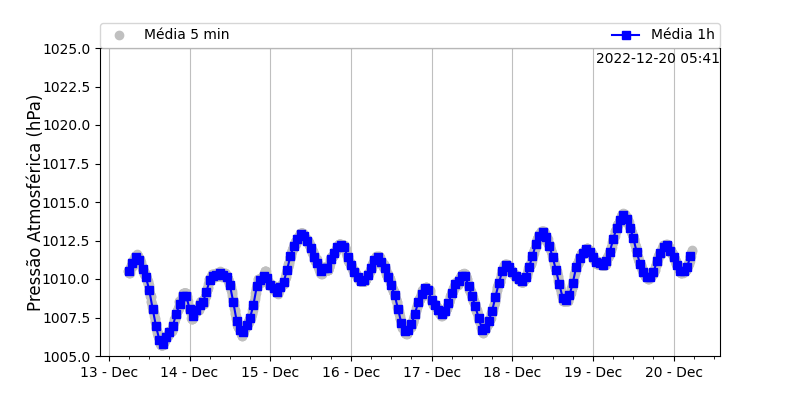 Média 5 min
Média 1h
2022-12-20 05:41
Pressão Atmosférica (hPa)
1025.0
1022.5
1020.0
1017.5
1015.0
1012.5
1010.0
1007.5
1005.0
13 - Dec
14 - Dec
15 - Dec
16 - Dec
17 - Dec
18 - Dec
19 - Dec
20 - Dec